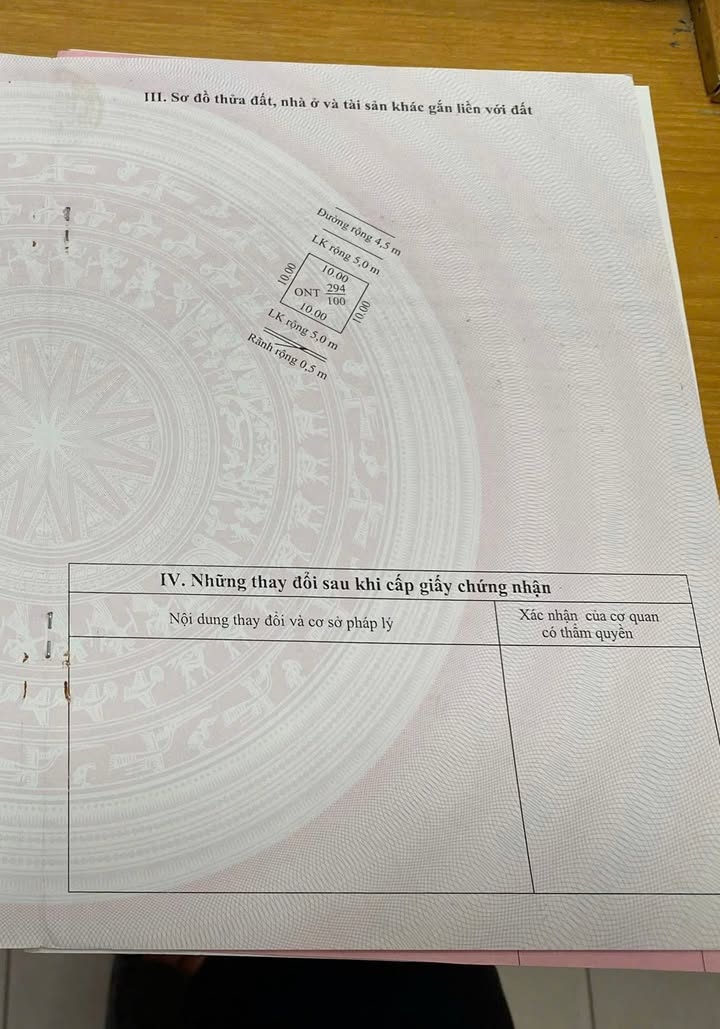 III. Sơ đồ thửa đất, nhà ở và tài sản khác gắn liền với đất
Đường rộng 4,5 m
LK rộng 5,0 m
10.00
10.00
ONT 294/100
10.00
10.00
LK rộng 5,0 m
Rãnh rộng 0,5 m
IV. Những thay đổi sau khi cấp giấy chứng nhận
Nội dung thay đổi và cơ sở pháp lý
Xác nhận của cơ quan
có thẩm quyền